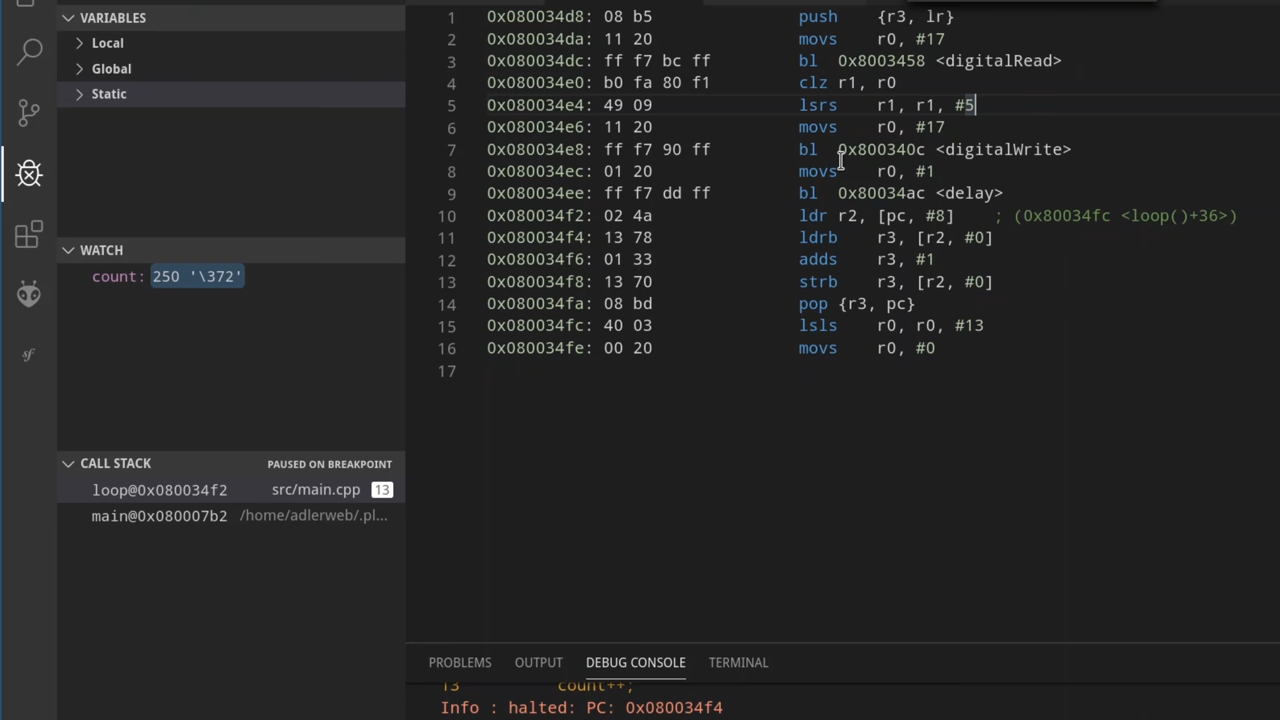 VARIABLES
Local
Global
Static
WATCH
count: 250 '\372'
CALL STACK PAUSED ON BREAKPOINT
loop@0x080034f2 src/main.cpp 13
main@0x080007b2 /home/adlerweb/.pl...
1 0x080034d8: 08 b5 push {r3, lr}
2 0x080034da: 11 20 movs r0, #17
3 0x080034dc: ff f7 bc ff bl 0x8003458 <digitalRead>
4 0x080034e0: b0 fa 80 f1 clz r1, r0
5 0x080034e4: 49 09 lsrs r1, r1, #5
6 0x080034e6: 11 20 movs r0, #17
7 0x080034e8: ff f7 90 ff bl 0x800340c <digitalWrite>
8 0x080034ec: 01 20 movs r0, #1
9 0x080034ee: ff f7 dd ff bl 0x80034ac <delay>
10 0x080034f2: 02 4a ldr r2, [pc, #8] ; (0x80034fc <loop()+36>)
11 0x080034f4: 13 78 ldrb r3, [r2, #0]
12 0x080034f6: 01 33 adds r3, #1
13 0x080034f8: 13 70 strb r3, [r2, #0]
14 0x080034fa: 08 bd pop {r3, pc}
15 0x080034fc: 40 03 lsls r0, r0, #13
16 0x080034fe: 00 20 movs r0, #0
17
PROBLEMS OUTPUT DEBUG CONSOLE TERMINAL
13 count++;
Info : halted: PC: 0x080034f4
sf